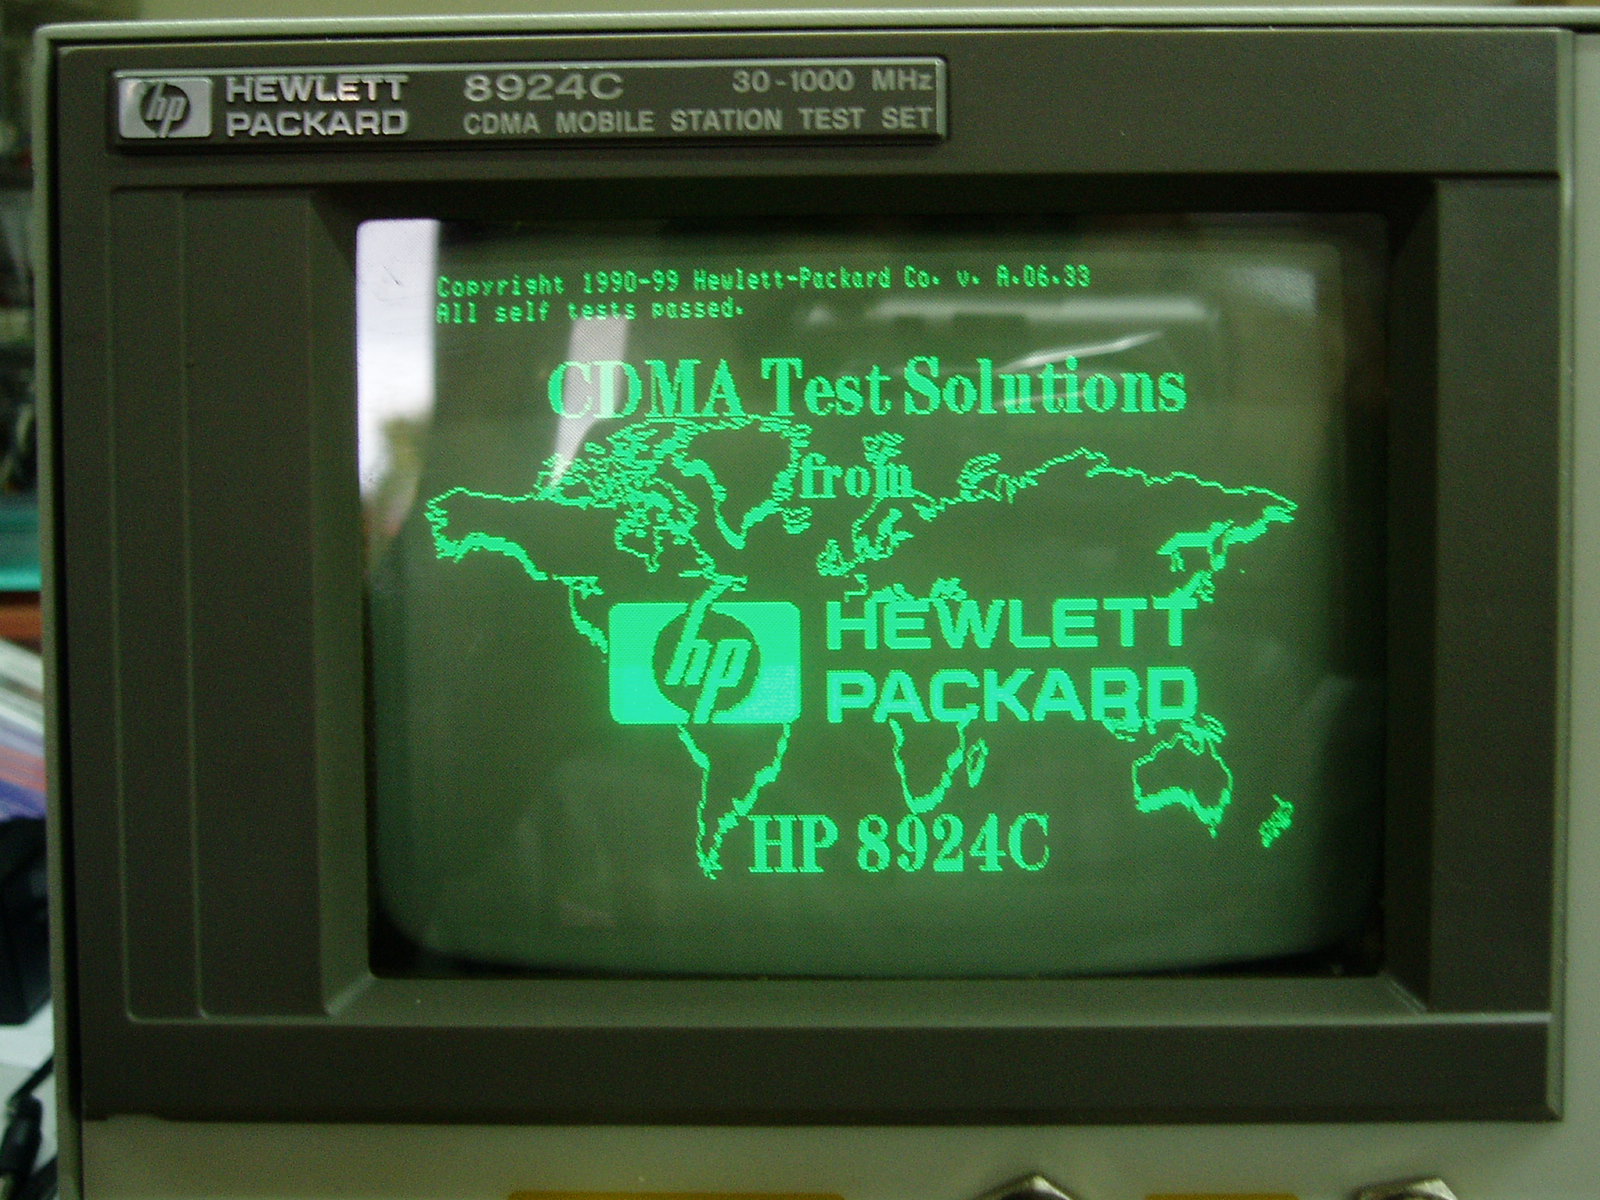 hp HEWLETT PACKARD 8924C 30-1000 MHz
CDMA MOBILE STATION TEST SET
Copyright 1990-99 Hewlett-Packard Co. v. A.06.33
All self tests passed.
CDMA Test Solutions
from
hp HEWLETT
PACKARD
HP 8924C